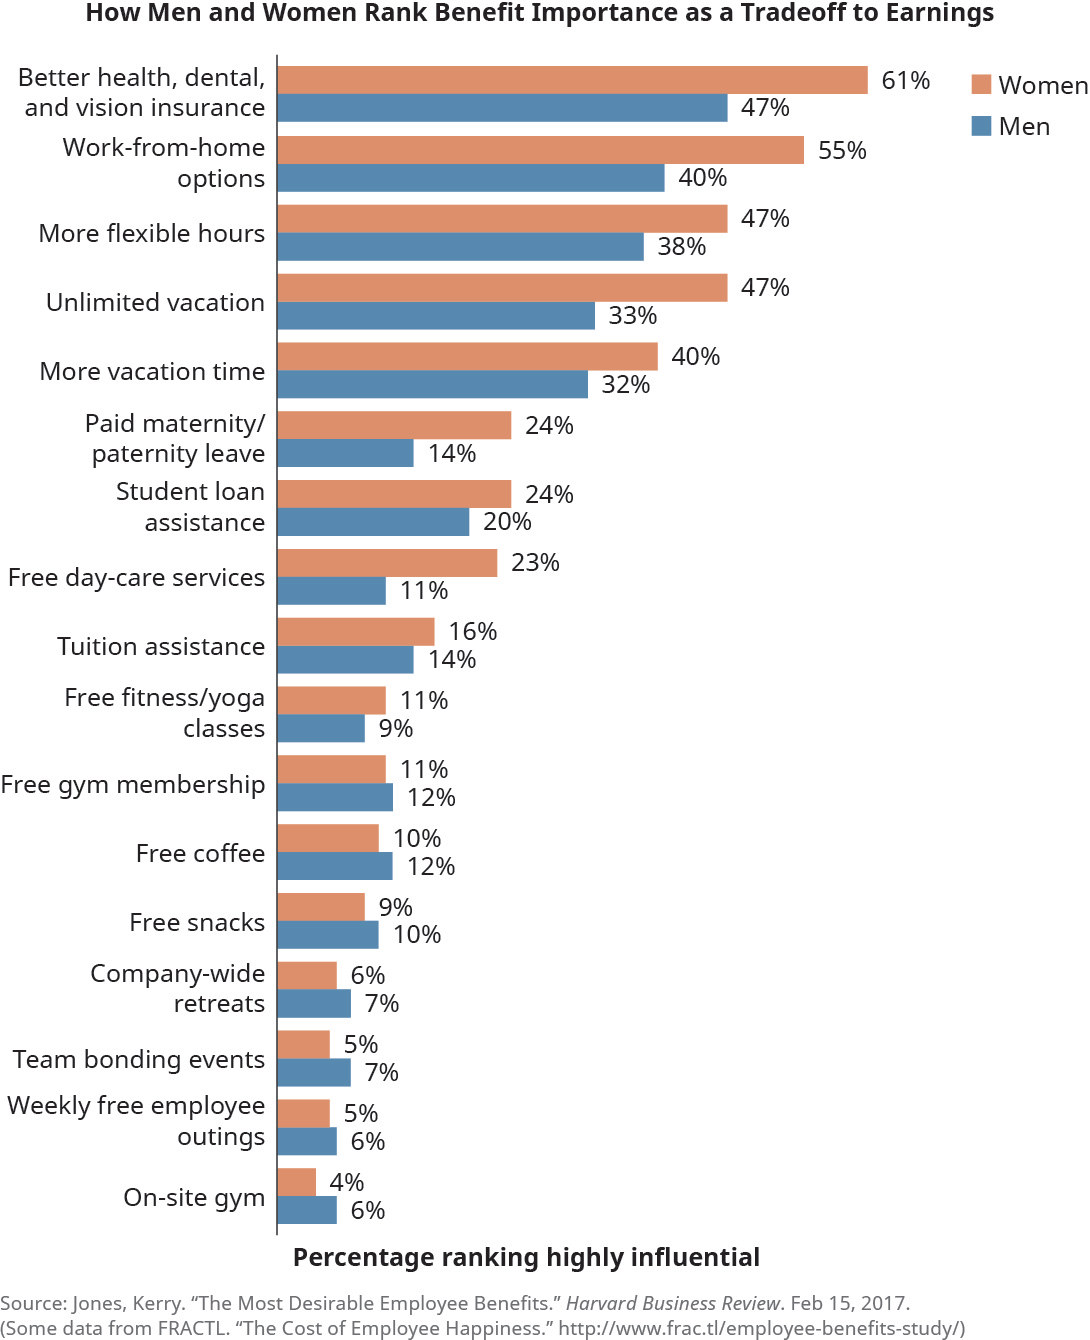 How Men and Women Rank Benefit Importance as a Tradeoff to Earnings
Women
Men
Better health, dental,
and vision insurance
61%
47%
Work-from-home
options
55%
40%
More flexible hours
47%
38%
Unlimited vacation
47%
33%
More vacation time
40%
32%
Paid maternity/
paternity leave
24%
14%
Student loan
assistance
24%
20%
Free day-care services
23%
11%
Tuition assistance
16%
14%
Free fitness/yoga
classes
11%
9%
Free gym membership
11%
12%
Free coffee
10%
12%
Free snacks
9%
10%
Company-wide
retreats
6%
7%
Team bonding events
5%
7%
Weekly free employee
outings
5%
6%
On-site gym
4%
6%
Percentage ranking highly influential
Source: Jones, Kerry. “The Most Desirable Employee Benefits.” Harvard Business Review. Feb 15, 2017.
(Some data from FRACTL. “The Cost of Employee Happiness.” http://www.frac.tl/employee-benefits-study/)